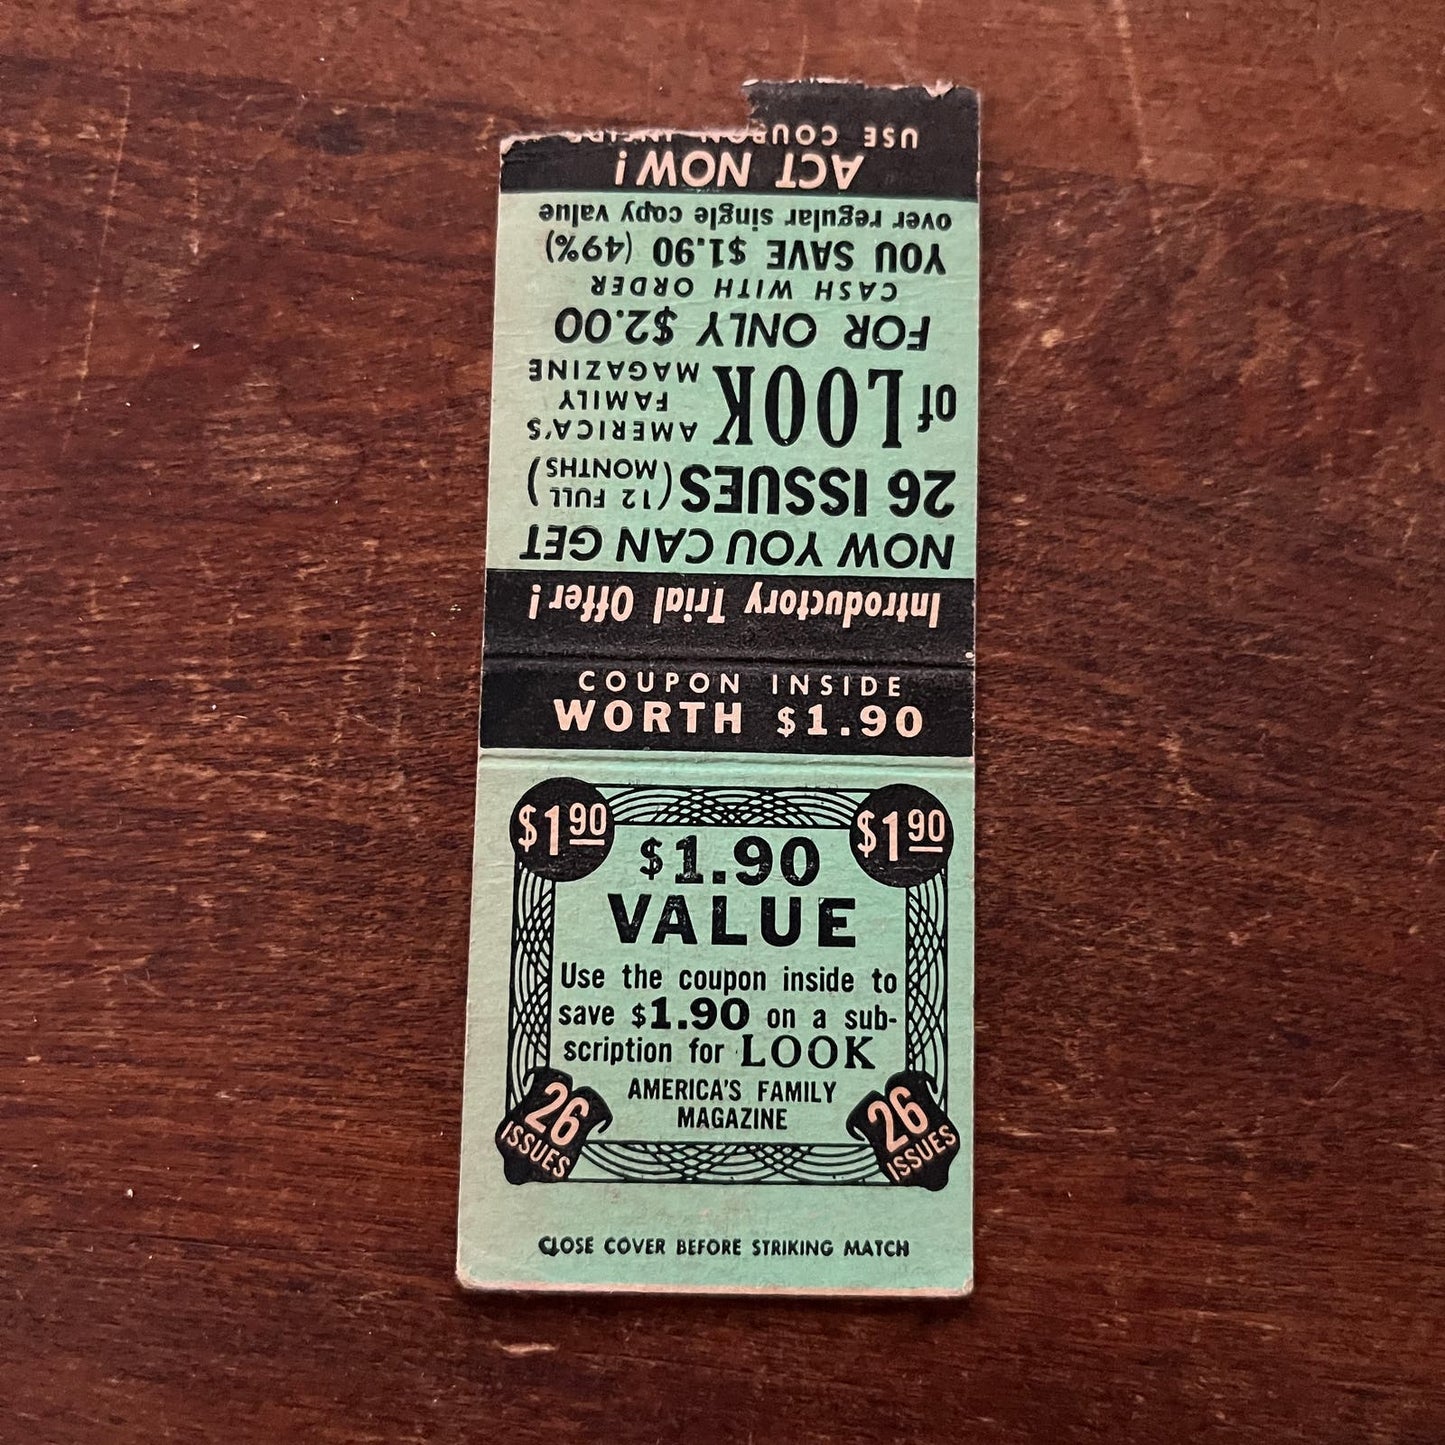 Introductory Trial Offer!
NOW YOU CAN GET
26 ISSUES (12 FULL MONTHS)
of LOOK AMERICA'S FAMILY MAGAZINE
FOR ONLY $2.00
CASH WITH ORDER
YOU SAVE $1.90 (49%)
over regular single copy value
ACT NOW!
USE COUPON INSIDE
COUPON INSIDE
WORTH $1.90
$1 90 $1 90
$1.90
VALUE
Use the coupon inside to
save $1.90 on a sub-
scription for LOOK
AMERICA'S FAMILY
MAGAZINE
26 ISSUES 26 ISSUES
CLOSE COVER BEFORE STRIKING MATCH